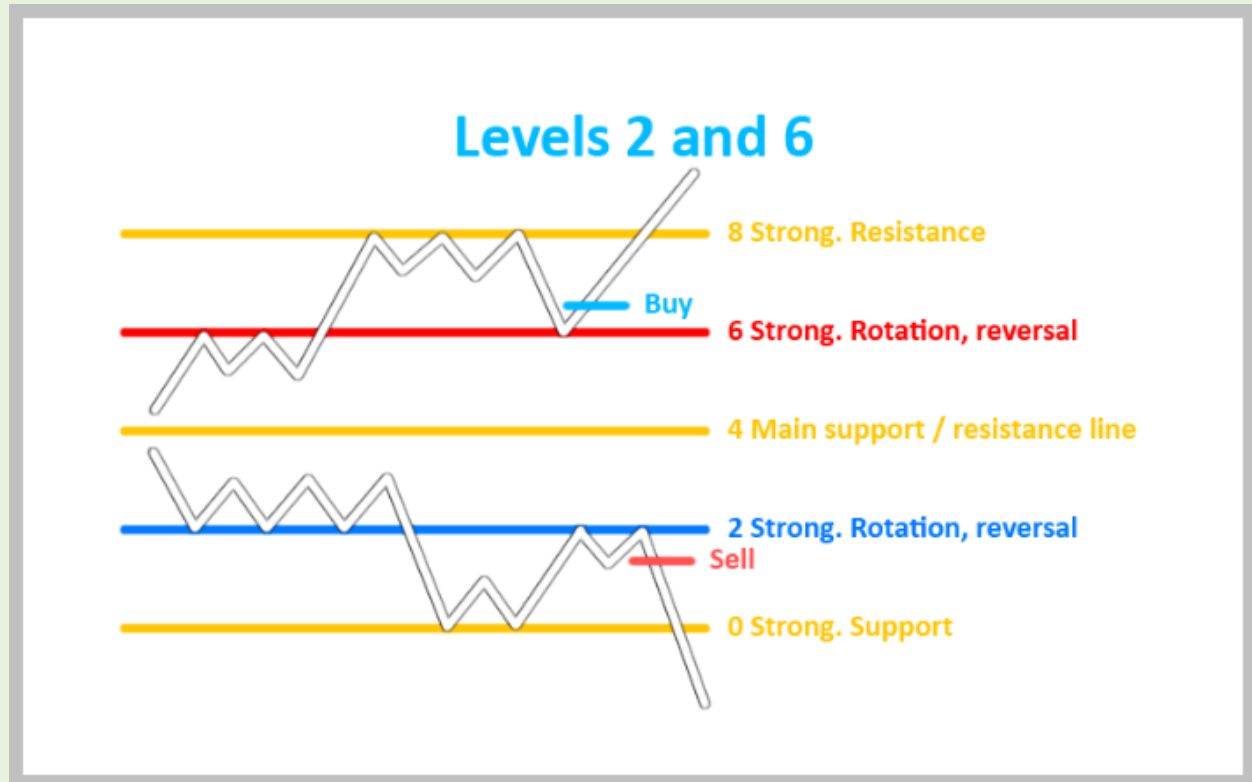 Levels 2 and 6
8 Strong. Resistance
Buy
6 Strong. Rotation, reversal
4 Main support / resistance line
2 Strong. Rotation, reversal
Sell
0 Strong. Support